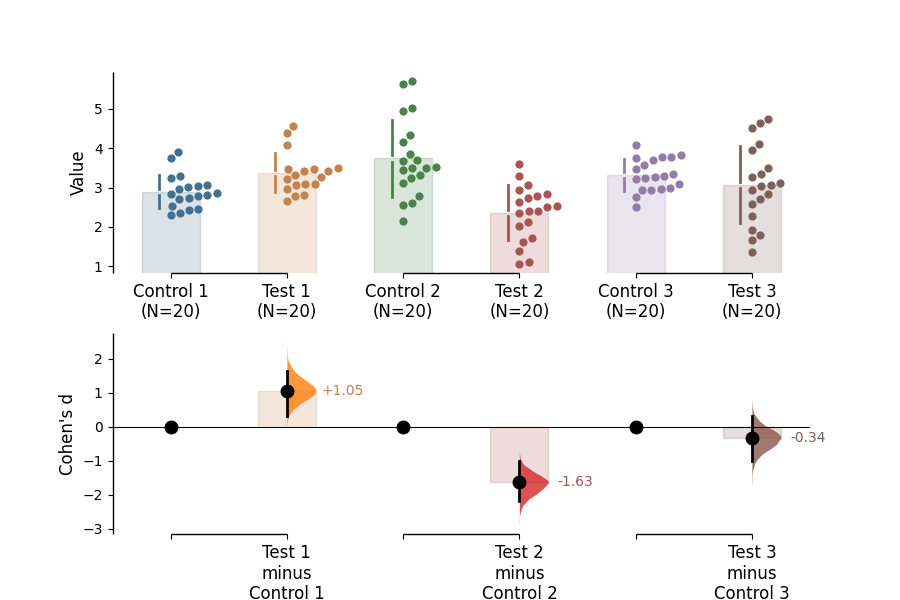 Value
5
4
3
2
1
Control 1 Test 1 Control 2 Test 2 Control 3 Test 3
(N=20) (N=20) (N=20) (N=20) (N=20) (N=20)
Cohen's d
2
1
0
−1
−2
−3
+1.05
-1.63
-0.34
Test 1 Test 2 Test 3
minus minus minus
Control 1 Control 2 Control 3